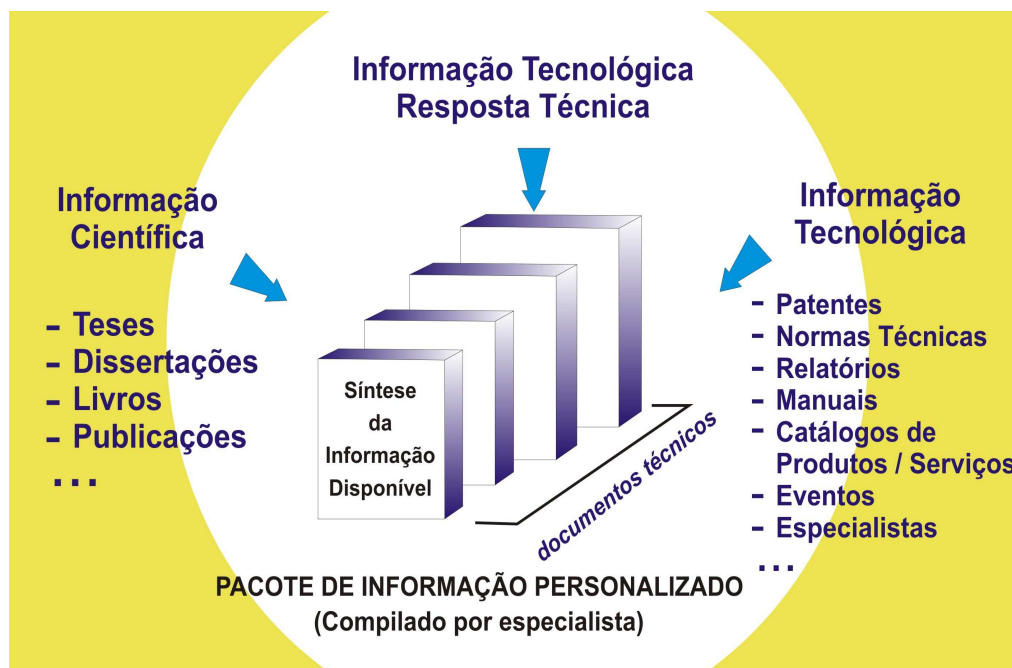 Informação Tecnológica
Resposta Técnica
Informação
Científica
- Teses
- Dissertações
- Livros
- Publicações
...
Síntese
da
Informação
Disponível
documentos técnicos
Informação
Tecnológica
- Patentes
- Normas Técnicas
- Relatórios
- Manuais
- Catálogos de
Produtos / Serviços
- Eventos
- Especialistas
...
PACOTE DE INFORMAÇÃO PERSONALIZADO
(Compilado por especialista)